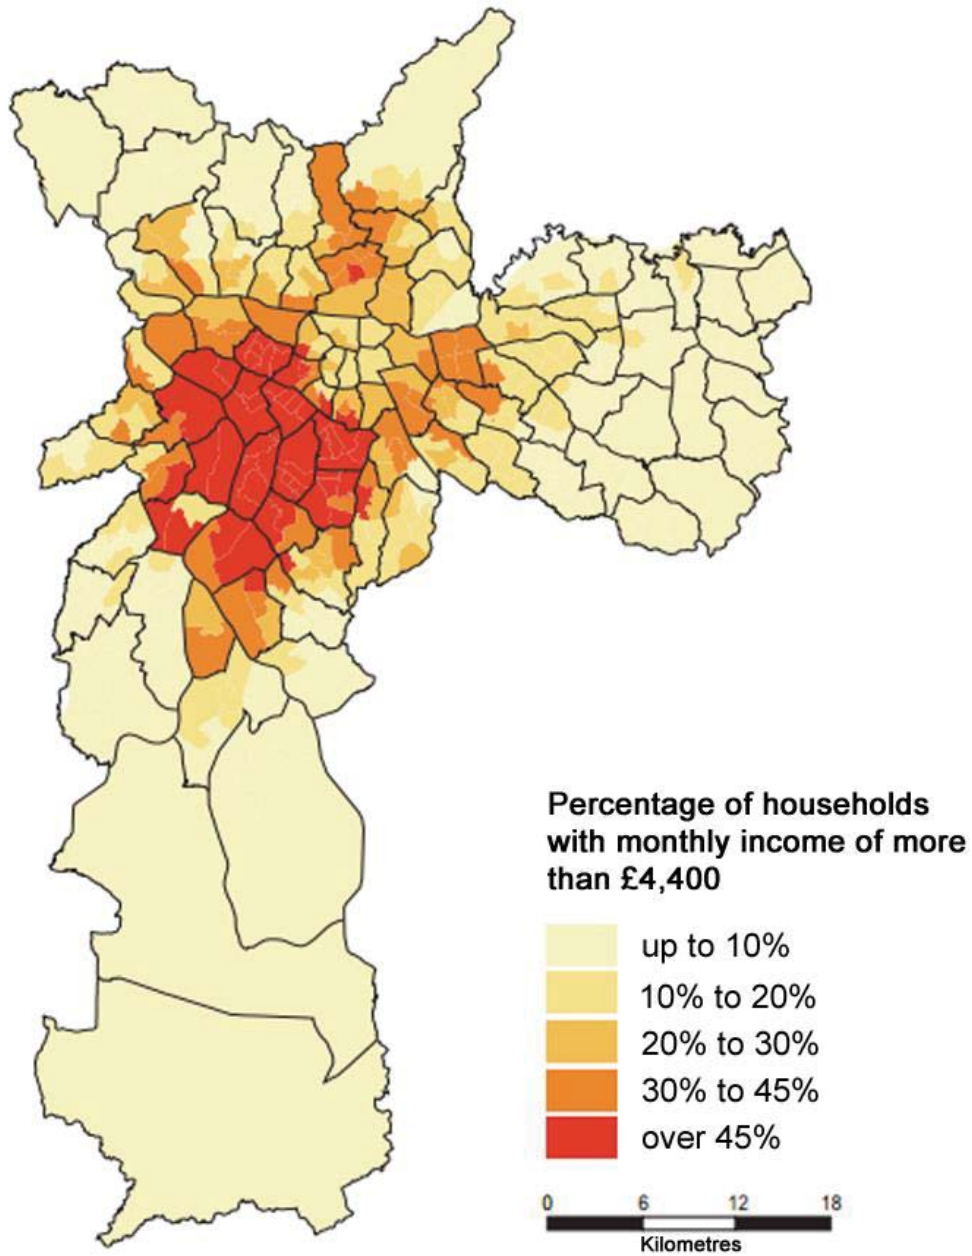 Percentage of households
with monthly income of more
than £4,400
up to 10%
10% to 20%
20% to 30%
30% to 45%
over 45%
0 6 12 18
Kilometres